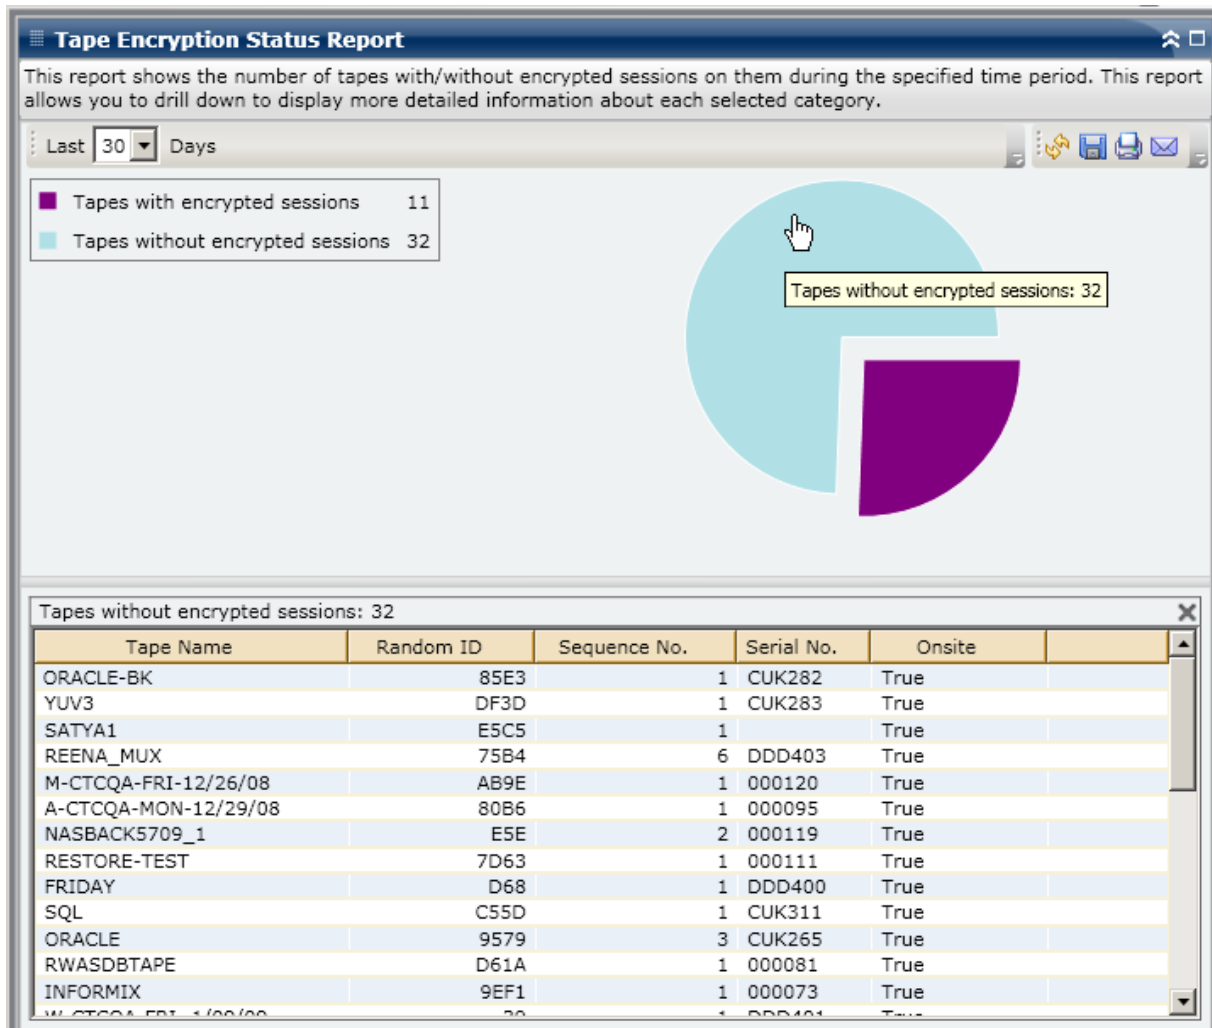 Tape Encryption Status Report
This report shows the number of tapes with/without encrypted sessions on them during the specified time period. This report
allows you to drill down to display more detailed information about each selected category.
Last 30 Days
Tapes with encrypted sessions 11
Tapes without encrypted sessions 32
Tapes without encrypted sessions: 32
Tapes without encrypted sessions: 32
Tape Name Random ID Sequence No. Serial No. Onsite
ORACLE-BK 85E3 1 CUK282 True
YUV3 DF3D 1 CUK283 True
SATYA1 E5C5 1 True
REENA_MUX 75B4 6 DDD403 True
M-CTCQA-FRI-12/26/08 AB9E 1 000120 True
A-CTCQA-MON-12/29/08 80B6 1 000095 True
NASBACK5709_1 E5E 2 000119 True
RESTORE-TEST 7D63 1 000111 True
FRIDAY D68 1 DDD400 True
SQL C55D 1 CUK311 True
ORACLE 9579 3 CUK265 True
RWASDBTAPE D61A 1 000081 True
INFORMIX 9EF1 1 000073 True